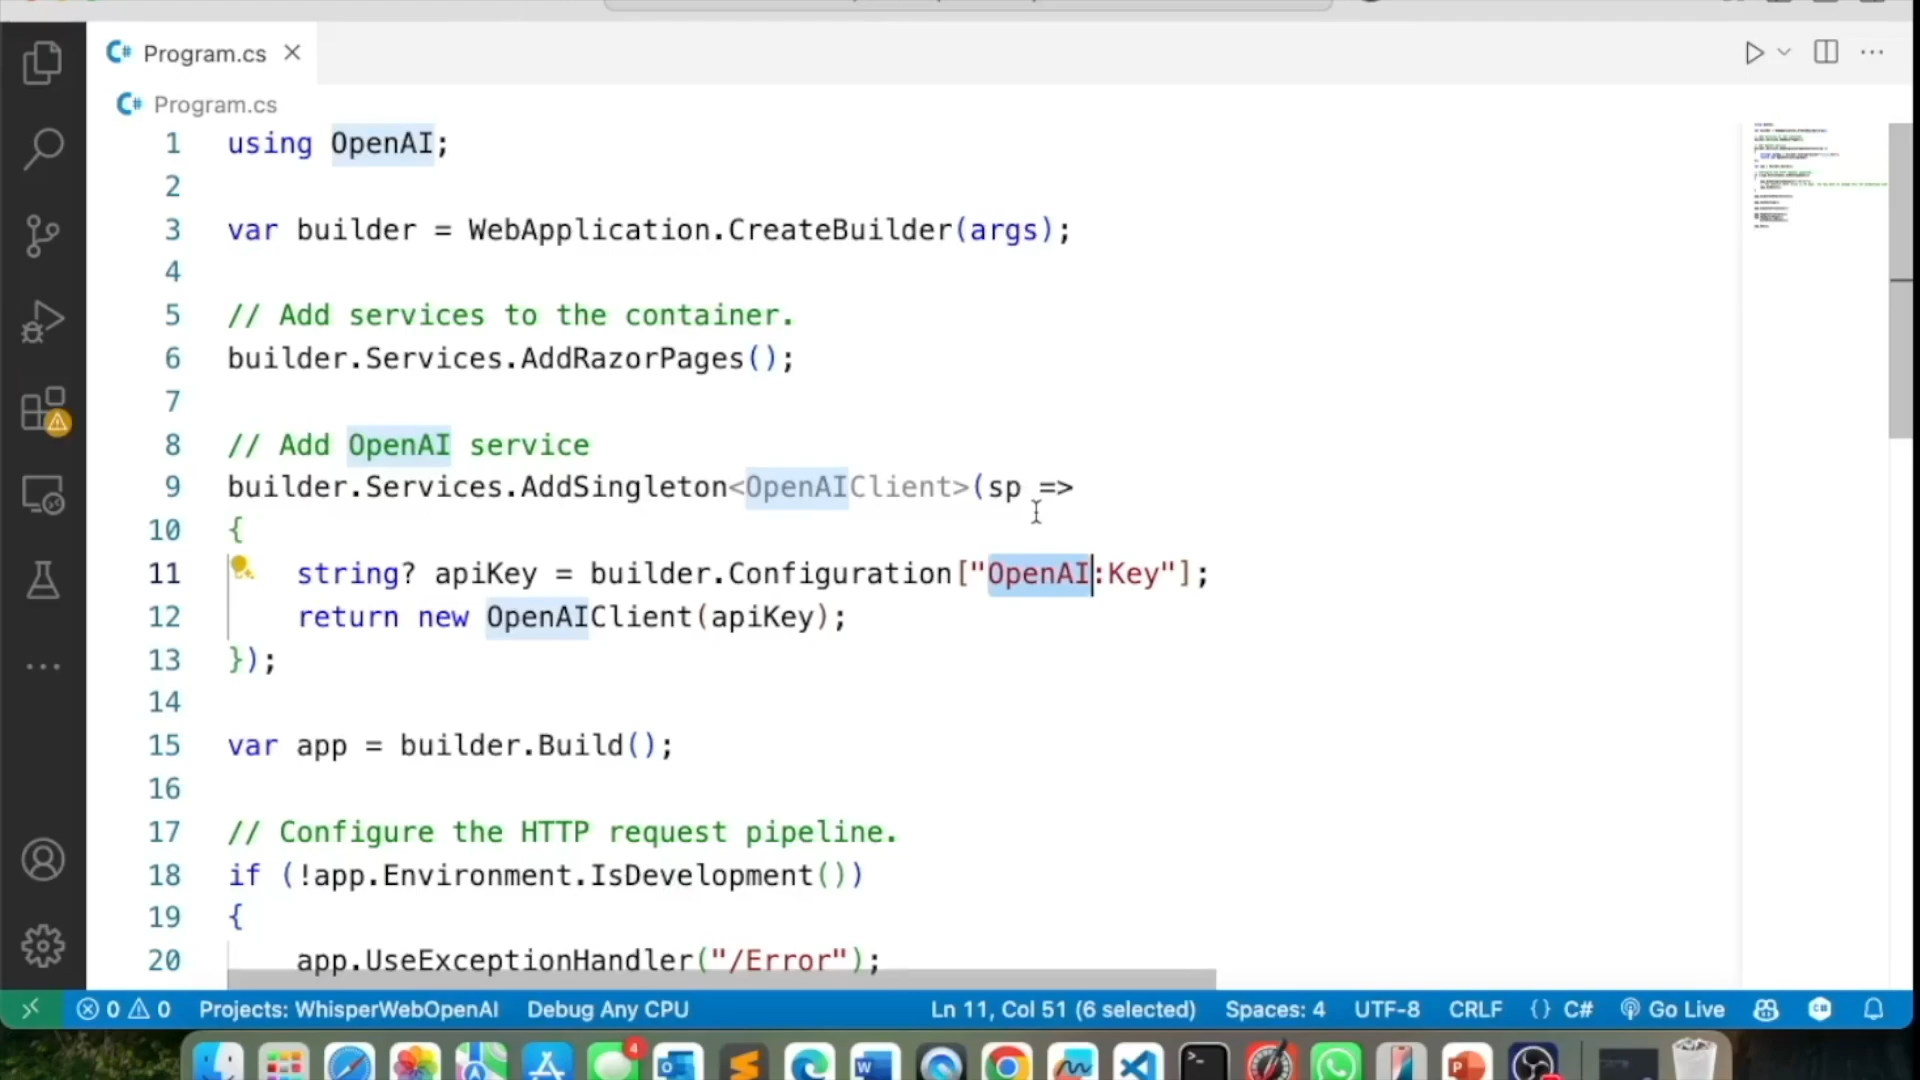 Program.cs
Program.cs
1 using OpenAI;
2
3 var builder = WebApplication.CreateBuilder(args);
4
5 // Add services to the container.
6 builder.Services.AddRazorPages();
7
8 // Add OpenAI service
9 builder.Services.AddSingleton<OpenAIClient>(sp =>
10 {
11 string? apiKey = builder.Configuration["OpenAI:Key"];
12 return new OpenAIClient(apiKey);
13 });
14
15 var app = builder.Build();
16
17 // Configure the HTTP request pipeline.
18 if (!app.Environment.IsDevelopment())
19 {
20 app.UseExceptionHandler("/Error");
0 0 Projects: WhisperWebOpenAI Debug Any CPU Ln 11, Col 51 (6 selected) Spaces: 4 UTF-8 CRLF {} C# Go Live
4